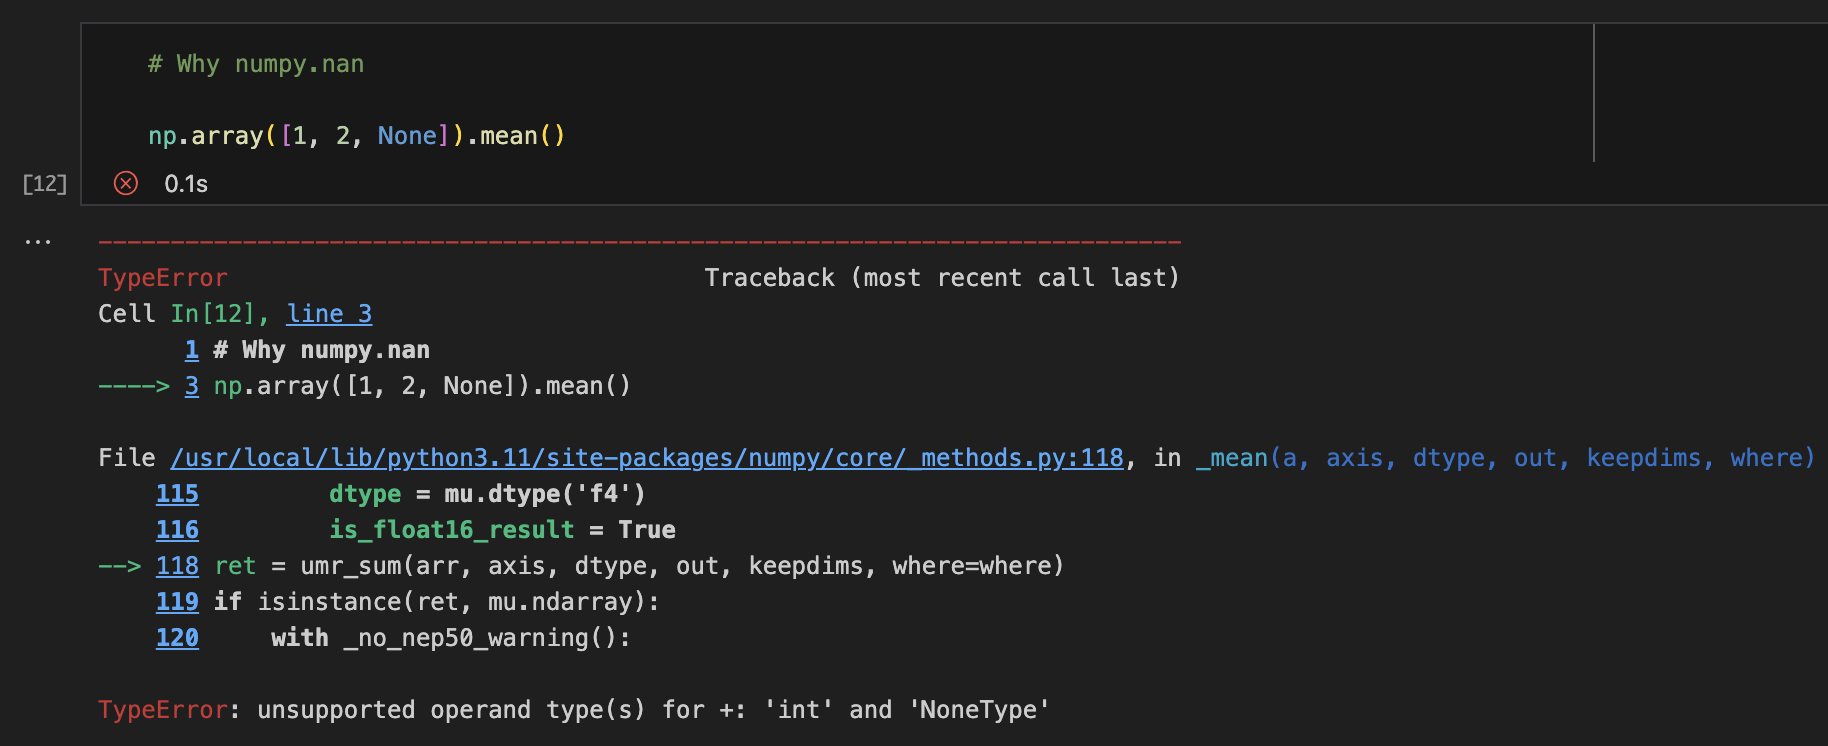 # Why numpy.nan
np.array([1, 2, None]).mean()
[12] 0.1s
...
---------------------------------------------------------------------------
TypeError                                 Traceback (most recent call last)
Cell In[12], line 3
      1 # Why numpy.nan
----> 3 np.array([1, 2, None]).mean()
File /usr/local/lib/python3.11/site-packages/numpy/core/_methods.py:118, in _mean(a, axis, dtype, out, keepdims, where)
    115         dtype = mu.dtype('f4')
    116         is_float16_result = True
--> 118 ret = umr_sum(arr, axis, dtype, out, keepdims, where=where)
    119 if isinstance(ret, mu.ndarray):
    120     with _no_nep50_warning():
TypeError: unsupported operand type(s) for +: 'int' and 'NoneType'